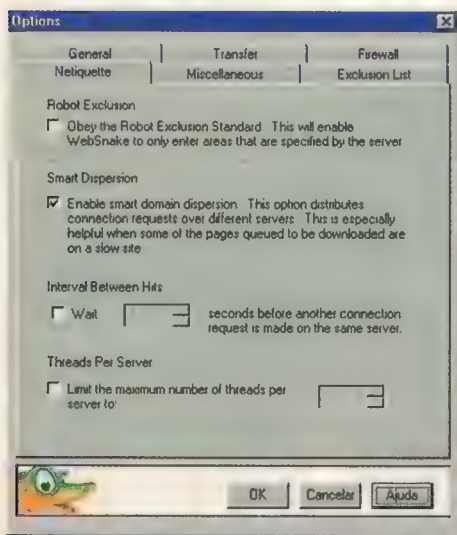 Options
General Transfer Firewall
Netiquette Miscellaneous Exclusion List
Robot Exclusion
Obey the Robot Exclusion Standard. This will enable
WebSnake to only enter areas that are specified by the server
Smart Dispersion
Enable smart domain dispersion. This option distributes
connection requests over different servers. This is especially
helpful when some of the pages queued to be downloaded are
on a slow site
Interval Between Hits
Wait seconds before another connection
request is made on the same server.
Threads Per Server
Limit the maximum number of threads per
server to:
OK Cancelar Ajuda